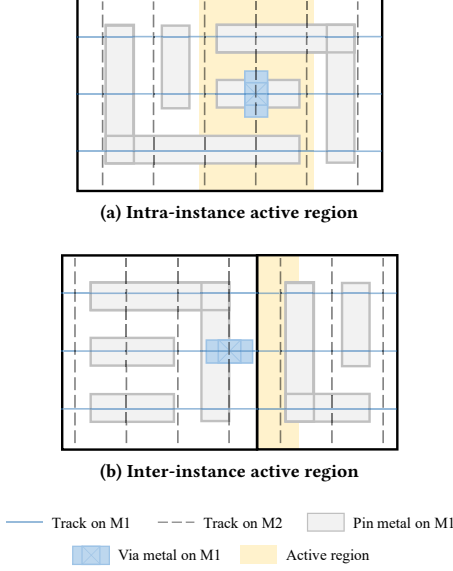 (a) Intra-instance active region
(b) Inter-instance active region
Track on M1 Track on M2 Pin metal on M1
Via metal on M1 Active region